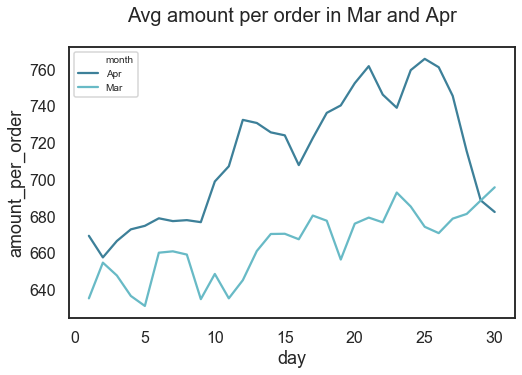 Avg amount per order in Mar and Apr
month
Apr
Mar
amount_per_order
760
740
720
700
680
660
640
0 5 10 15 20 25 30
day